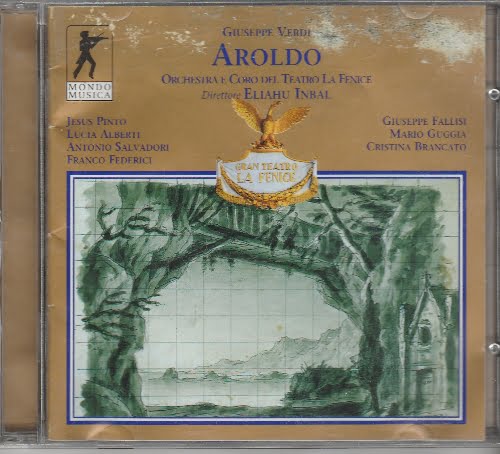 GIUSEPPE VERDI
AROLDO
ORCHESTRA E CORO DEL TEATRO LA FENICE
Direttore ELIAHU INBAL
MONDO
MUSICA
JESUS PINTO
LUCIA ALBERTI
ANTONIO SALVADORI
FRANCO FEDERICI
GIUSEPPE FALLISI
MARIO GUGGIA
CRISTINA BRANCATO
GRAN TEATRO
LA FENICE